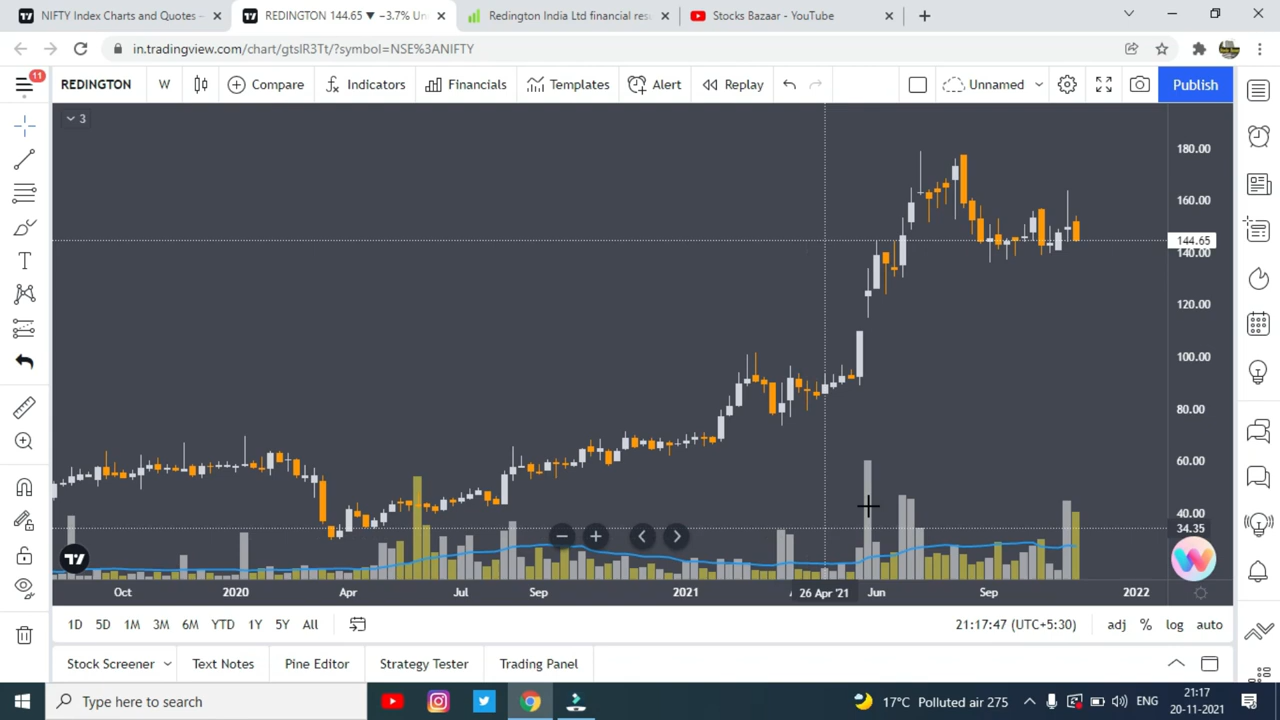 NIFTY Index Charts and Quotes –
REDINGTON 144.65 ▼ −3.7% Un
Redington India Ltd financial res
Stocks Bazaar - YouTube
in.tradingview.com/chart/gtsIR3Tt/?symbol=NSE%3ANIFTY
11
REDINGTON
W
Compare
Indicators
Financials
Templates
Alert
Replay
Unnamed
Publish
3
180.00
160.00
144.65
140.00
120.00
100.00
80.00
60.00
40.00
34.35
Oct
2020
Apr
Jul
Sep
2021
26 Apr '21
Jun
Sep
2022
1D
5D
1M
3M
6M
YTD
1Y
5Y
All
21:17:47 (UTC+5:30)
adj
%
log
auto
Stock Screener
Text Notes
Pine Editor
Strategy Tester
Trading Panel
Type here to search
17°C Polluted air 275
ENG
21:17
20-11-2021